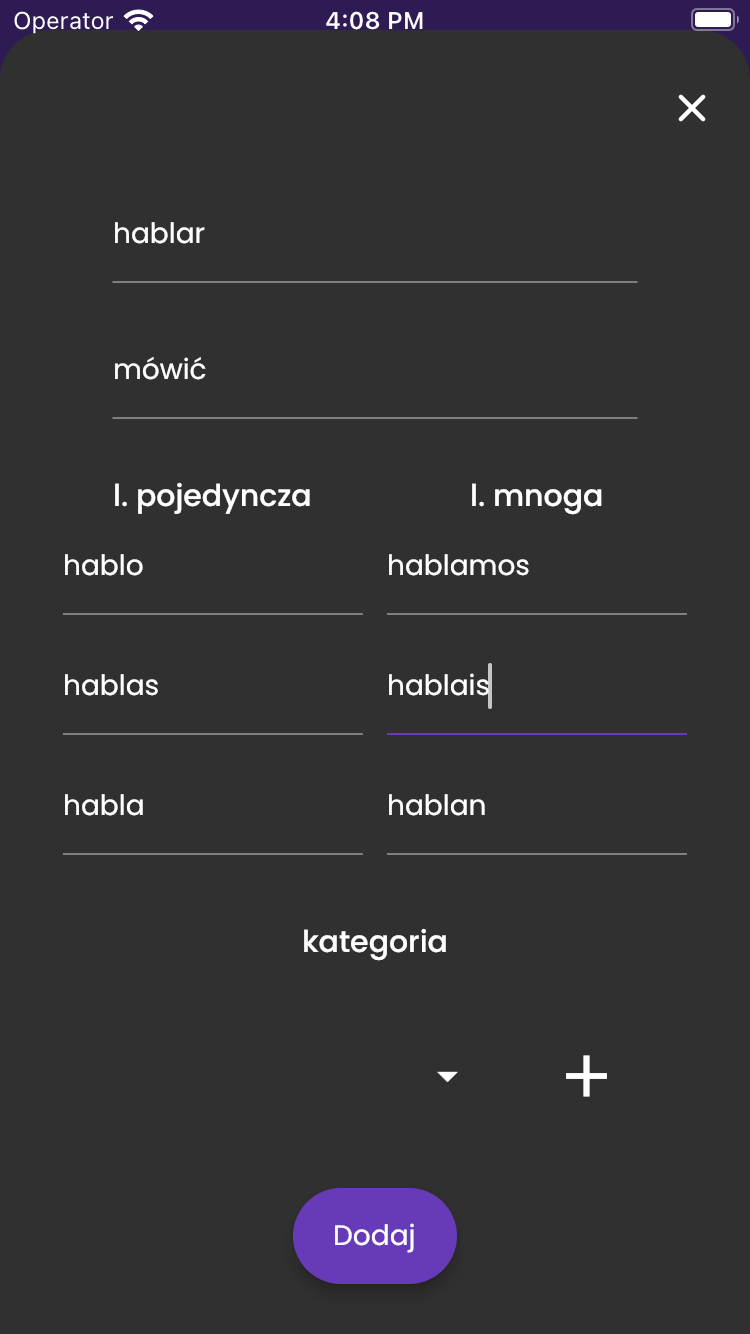 Operator 4:08 PM
hablar
mówić
l. pojedyncza l. mnoga
hablo hablamos
hablas hablais
habla hablan
kategoria
Dodaj